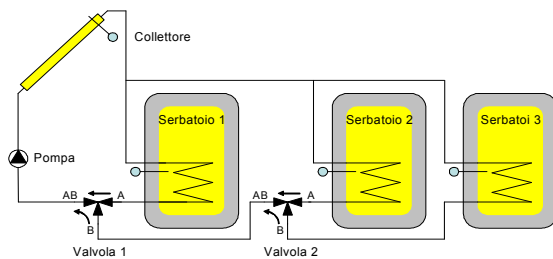 Collettore
Serbatoio 1
Serbatoio 2
Serbatoi 3
Pompa
AB
A
AB
A
B
B
Valvola 1
Valvola 2